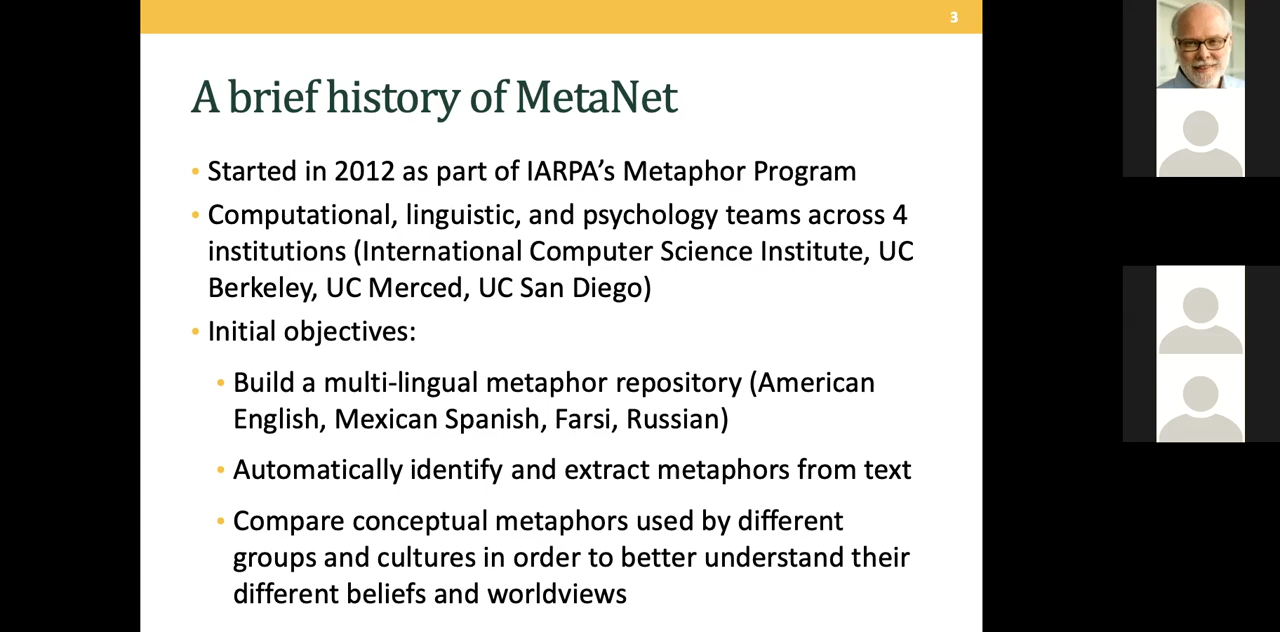 3
A brief history of MetaNet
• Started in 2012 as part of IARPA's Metaphor Program
• Computational, linguistic, and psychology teams across 4
institutions (International Computer Science Institute, UC
Berkeley, UC Merced, UC San Diego)
• Initial objectives:
• Build a multi-lingual metaphor repository (American
English, Mexican Spanish, Farsi, Russian)
• Automatically identify and extract metaphors from text
• Compare conceptual metaphors used by different
groups and cultures in order to better understand their
different beliefs and worldviews